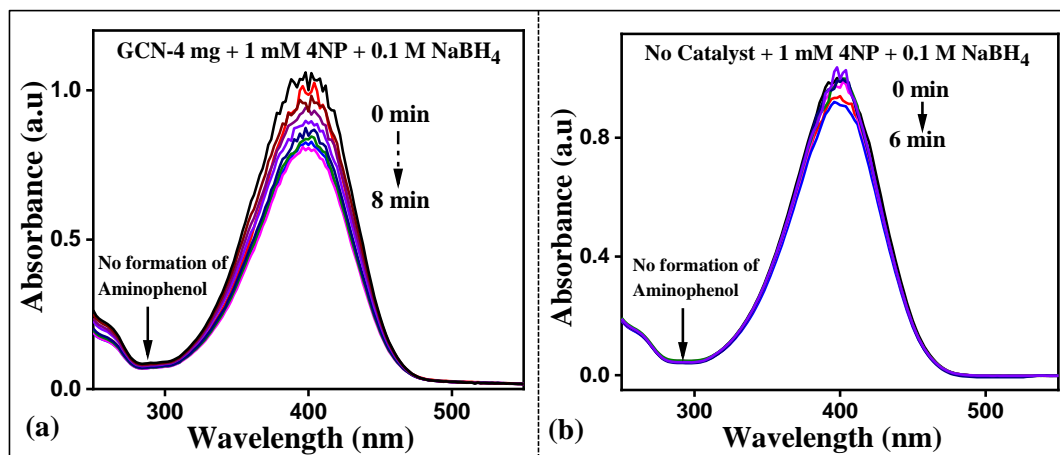 GCN-4 mg + 1 mM 4NP + 0.1 M NaBH4
0 min
8 min
No formation of
Aminophenol
1.0
0.5
0.0
300
400
500
Absorbance (a.u)
Wavelength (nm)
(a)
No Catalyst + 1 mM 4NP + 0.1 M NaBH4
0 min
6 min
No formation of
Aminophenol
0.8
0.4
0.0
300
400
500
Absorbance (a.u)
Wavelength (nm)
(b)